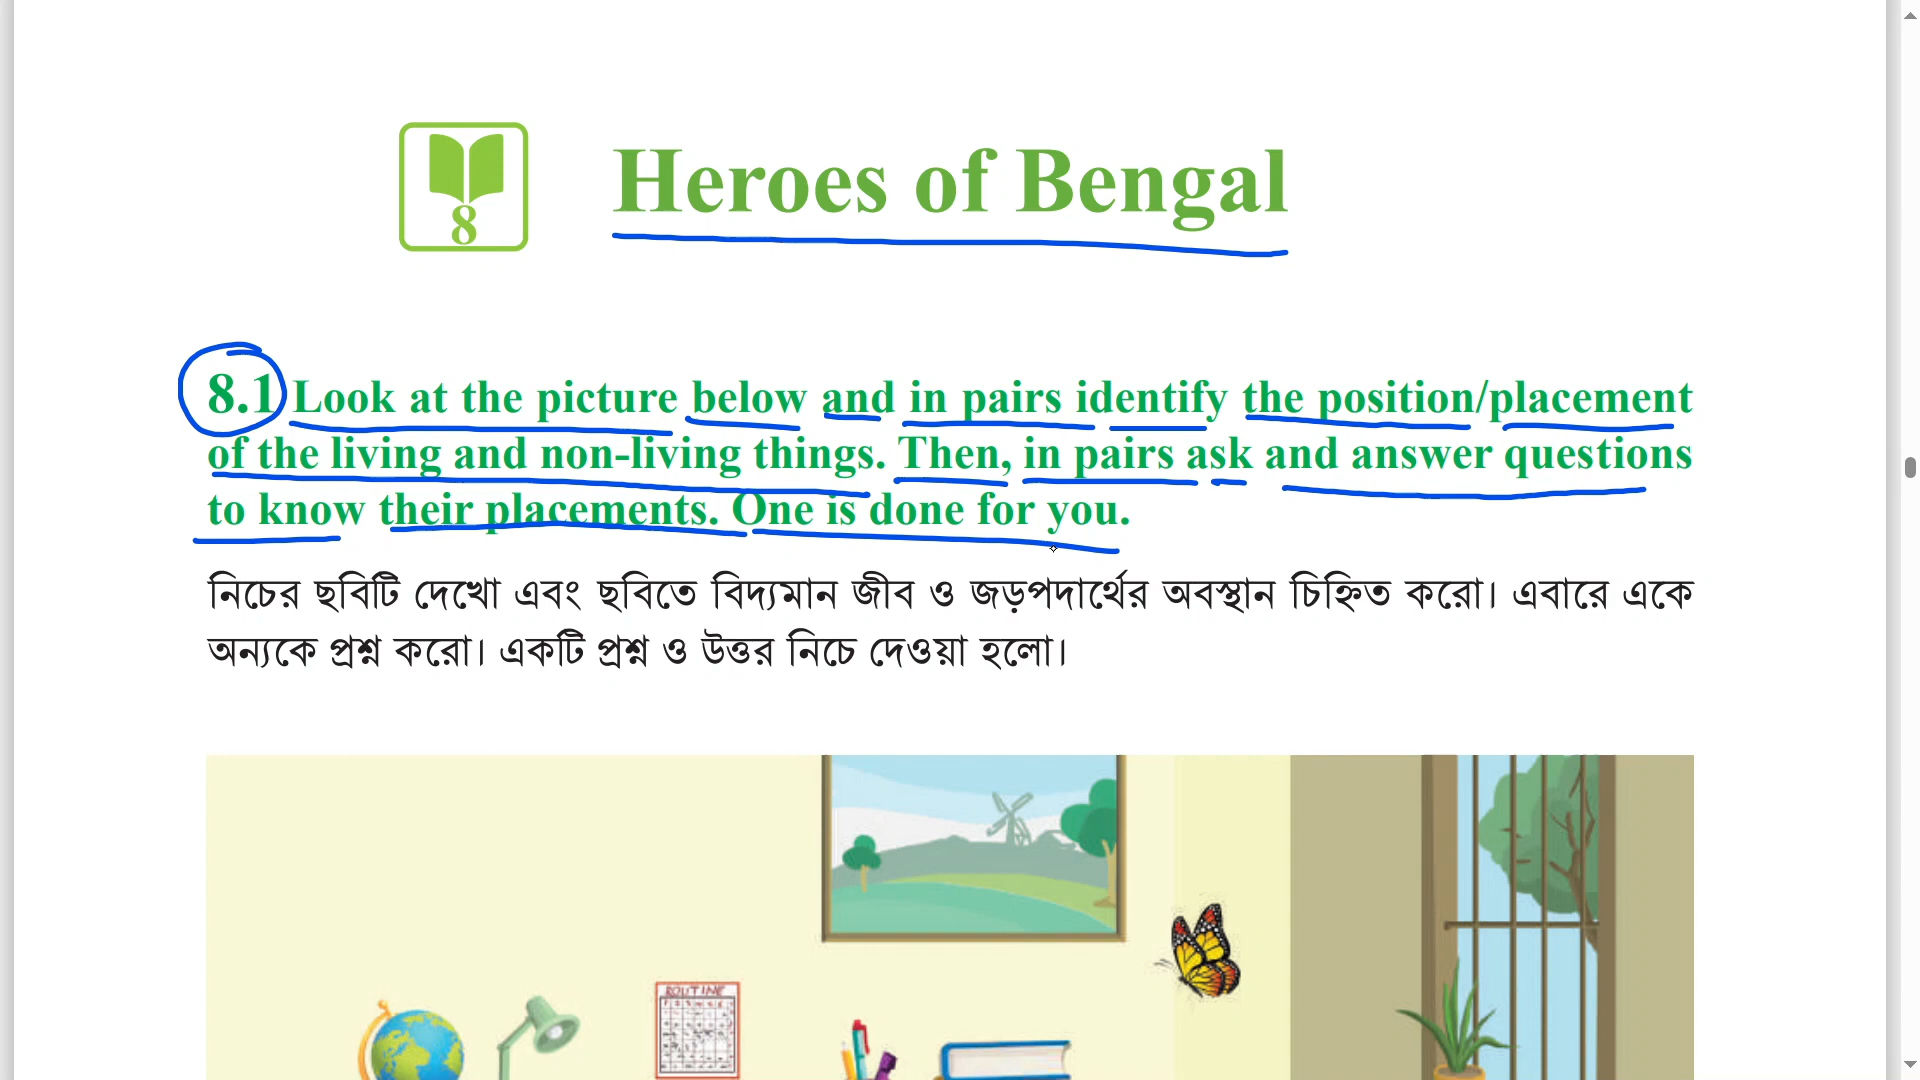 8
Heroes of Bengal
8.1 Look at the picture below and in pairs identify the position/placement
of the living and non-living things. Then, in pairs ask and answer questions
to know their placements. One is done for you.
নিচের ছবিটি দেখো এবং ছবিতে বিদ্যমান জীব ও জড়পদার্থের অবস্থান চিহ্নিত করো। এবারে একে
অন্যকে প্রশ্ন করো। একটি প্রশ্ন ও উত্তর নিচে দেওয়া হলো।
ROUTINE